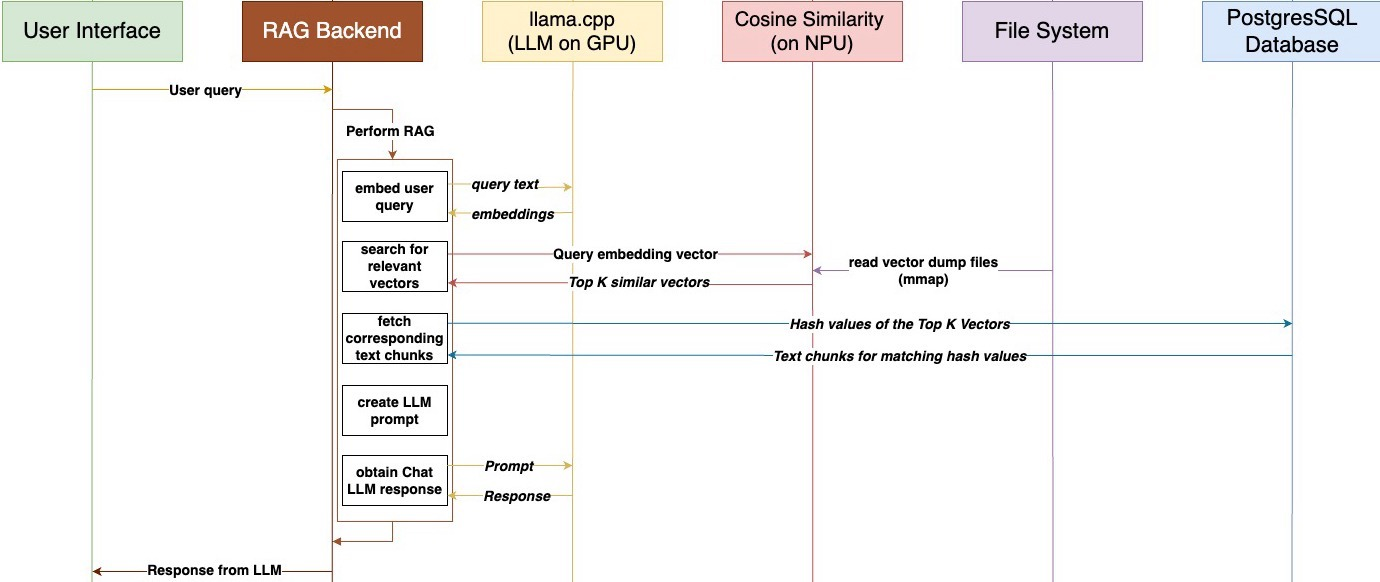 User Interface
RAG Backend
llama.cpp
(LLM on GPU)
Cosine Similarity
(on NPU)
File System
PostgresSQL
Database
User query
Perform RAG
embed user
query
query text
embeddings
search for
relevant
vectors
Query embedding vector
read vector dump files
(mmap)
Top K similar vectors
fetch
corresponding
text chunks
Hash values of the Top K Vectors
Text chunks for matching hash values
create LLM
prompt
obtain Chat
LLM response
Prompt
Response
Response from LLM